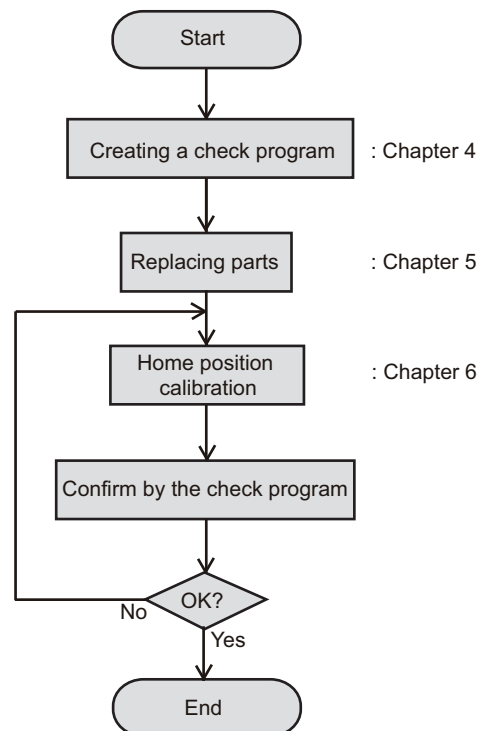 Start
Creating a check program : Chapter 4
Replacing parts : Chapter 5
Home position : Chapter 6
calibration
Confirm by the check program
OK?
No
Yes
End